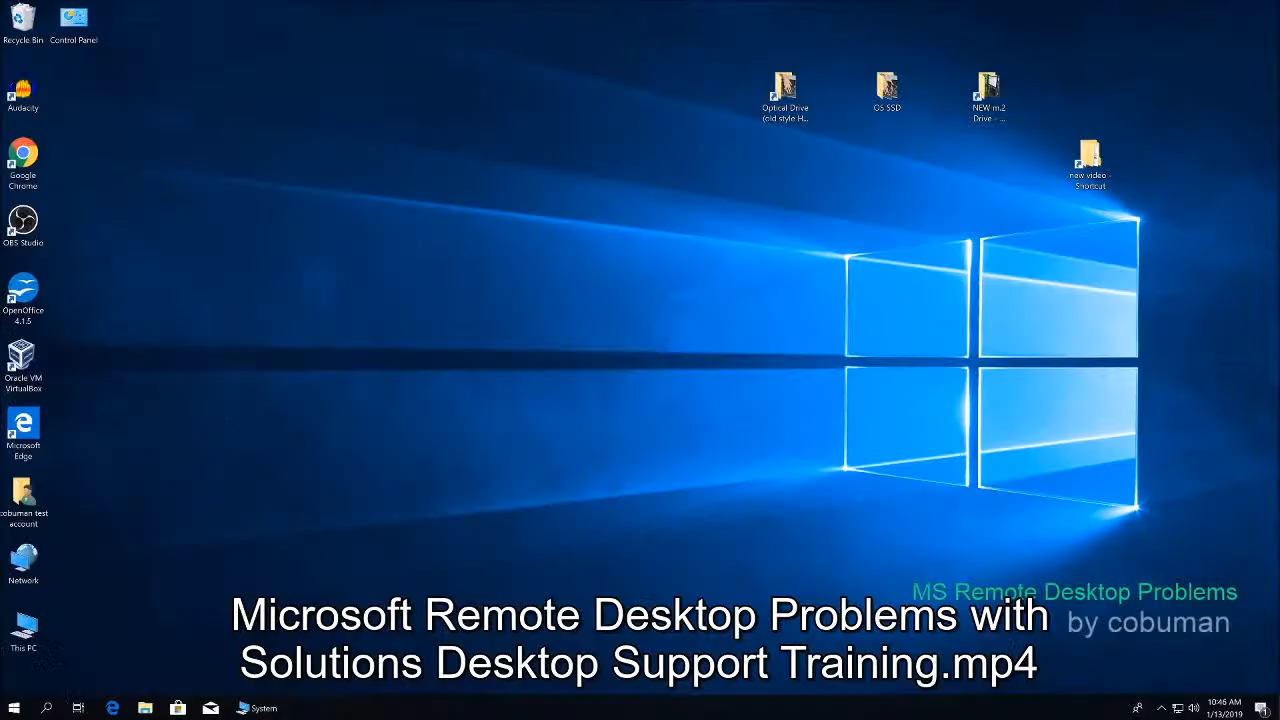 Recycle Bin
Control Panel
Audacity
Google
Chrome
OBS Studio
OpenOffice
4.1.5
Oracle VM
VirtualBox
Microsoft
Edge
cobuman test
account
Network
This PC
Optical Drive
(old style H...
OS SSD
NEW m.2
Drive - ...
new video -
Shortcut
MS Remote Desktop Problems
by cobuman
Microsoft Remote Desktop Problems with
Solutions Desktop Support Training.mp4
System
10:46 AM
1/13/2019
1